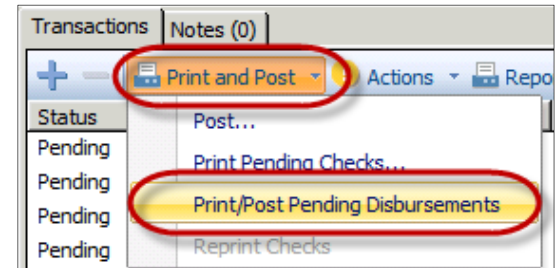 Transactions Notes (0)
Print and Post Actions Repo
Status Post...
Pending Print Pending Checks...
Pending
Pending Print/Post Pending Disbursements
Pending Reprint Checks